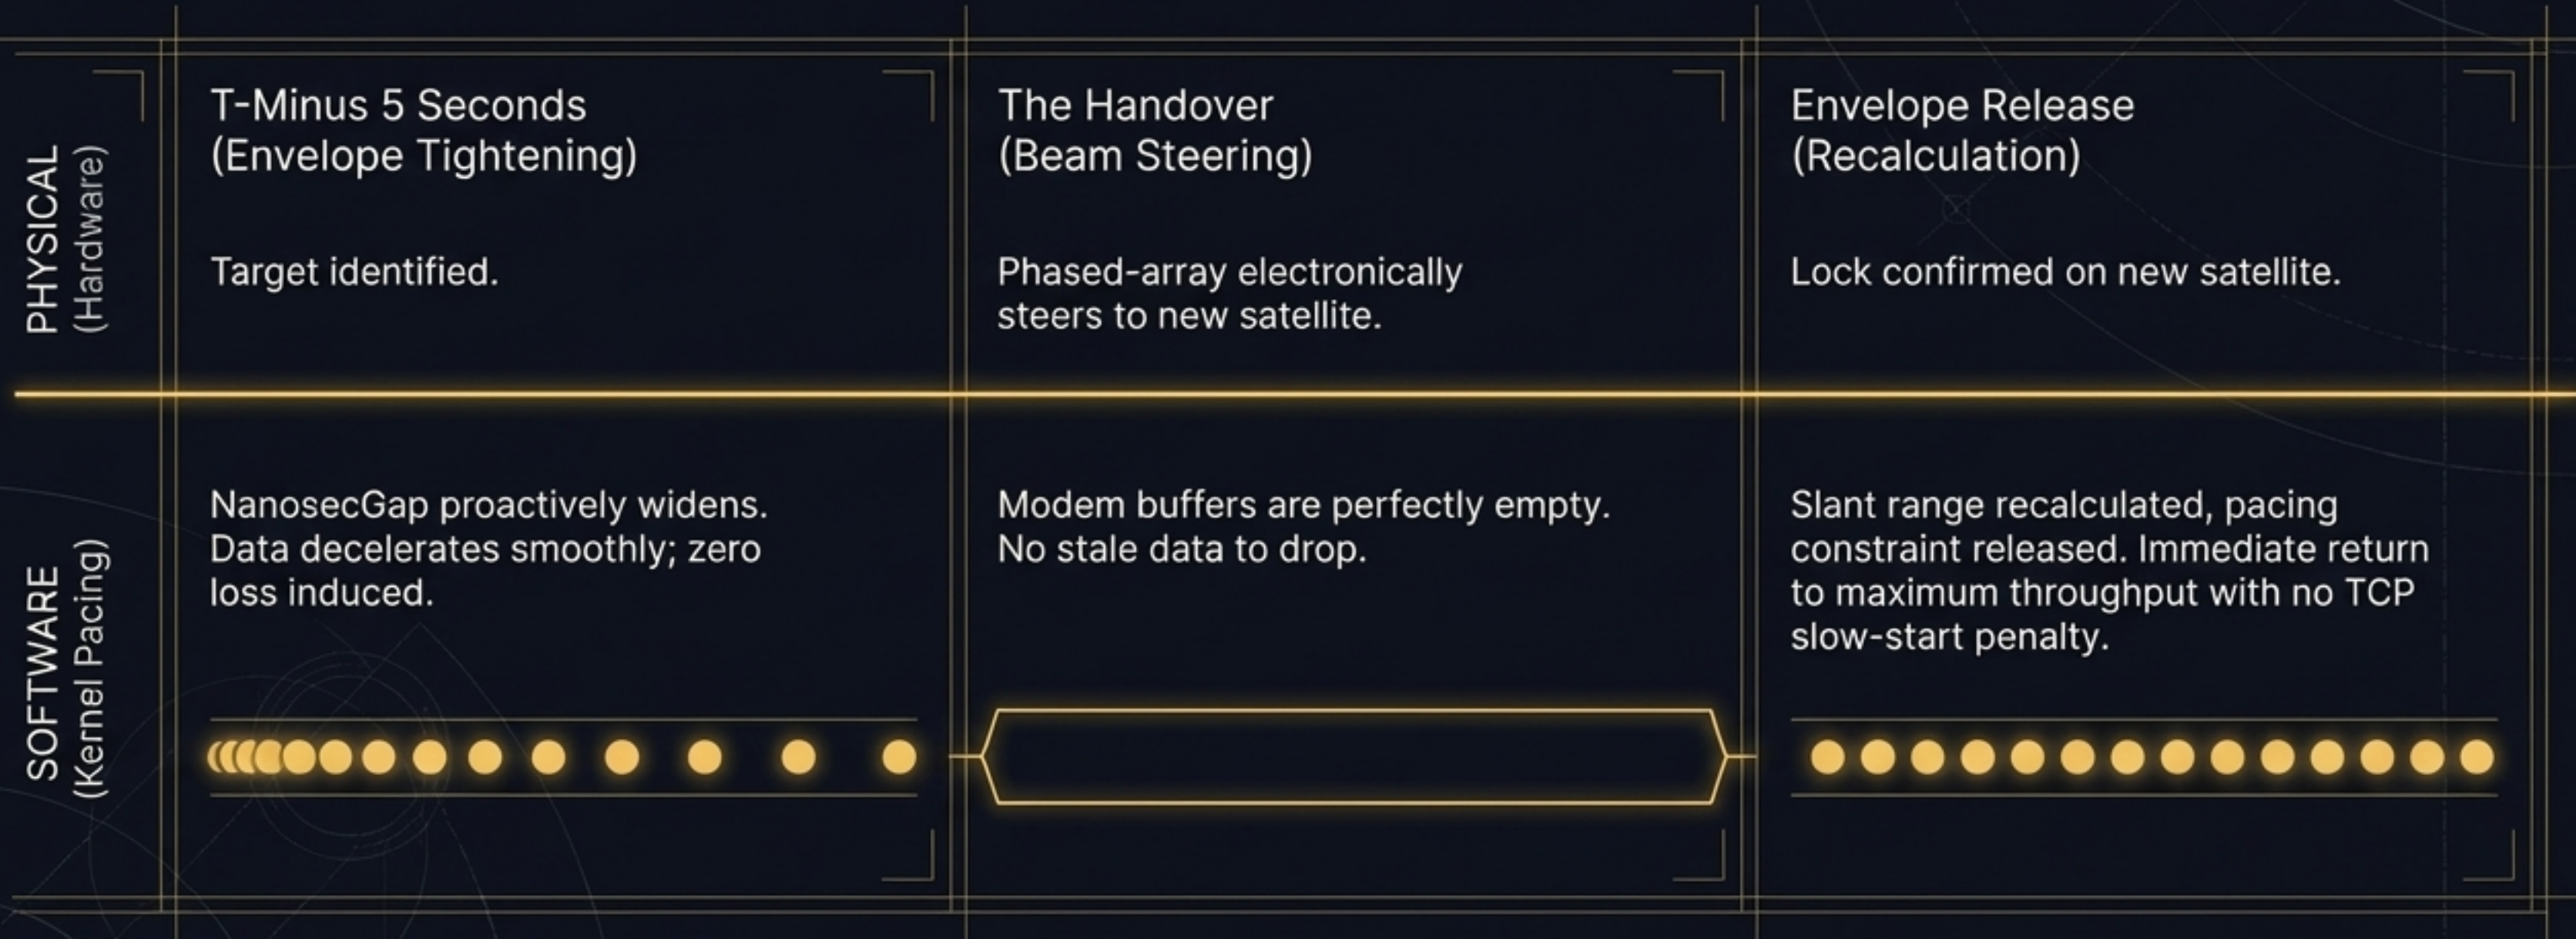 PHYSICAL
(Hardware)
T-Minus 5 Seconds
(Envelope Tightening)
Target identified.
The Handover
(Beam Steering)
Phased-array electronically
steers to new satellite.
Envelope Release
(Recalculation)
Lock confirmed on new satellite.
SOFTWARE
(Kernel Pacing)
NanosecGap proactively widens.
Data decelerates smoothly; zero
loss induced.
Modem buffers are perfectly empty.
No stale data to drop.
Slant range recalculated, pacing
constraint released. Immediate return
to maximum throughput with no TCP
slow-start penalty.